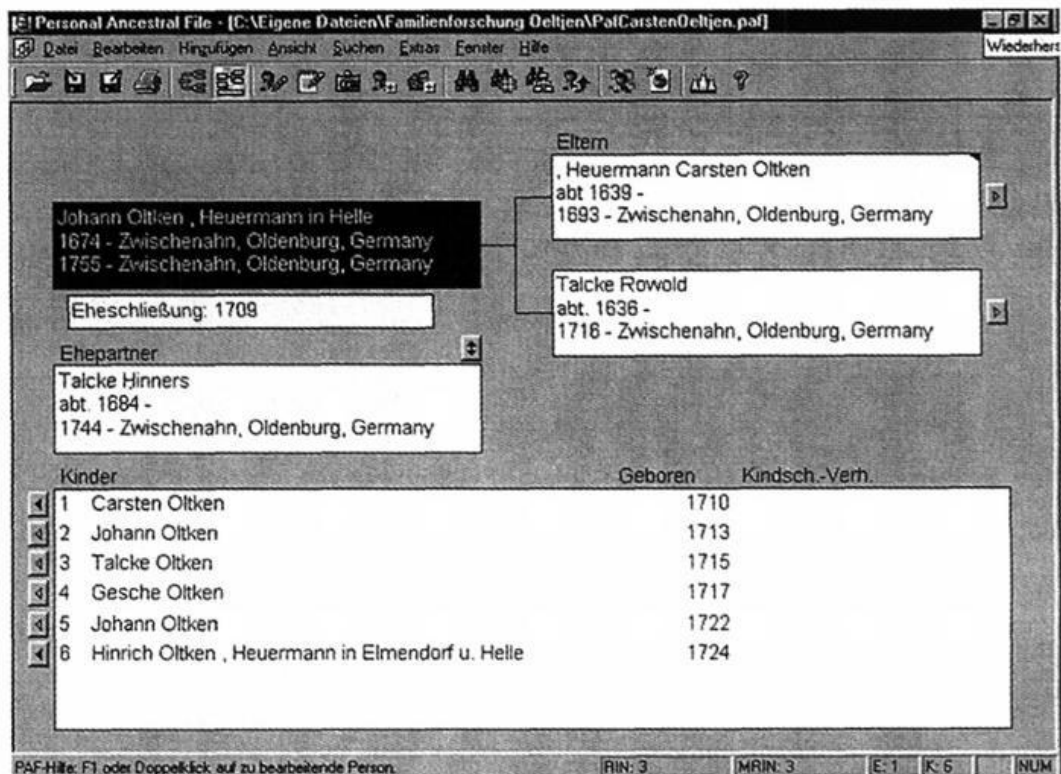 Personal Ancestral File - [C:\Eigene Dateien\Familienforschung Oeltjen\PafCarstenOeltjen.paf]
Datei Bearbeiten Hinzufügen Ansicht Suchen Extras Fenster Hilfe
Wiederhers
Eltern
, Heuermann Carsten Oltken
abt 1639 -
1693 - Zwischenahn, Oldenburg, Germany
Johann Oltken , Heuermann in Helle
1674 - Zwischenahn, Oldenburg, Germany
1755 - Zwischenahn, Oldenburg, Germany
Talcke Rowold
abt. 1636 -
1716 - Zwischenahn, Oldenburg, Germany
Eheschließung: 1709
Ehepartner
Talcke Hinners
abt. 1684 -
1744 - Zwischenahn, Oldenburg, Germany
Kinder Geboren Kindsch.-Verh.
1 Carsten Oltken 1710
2 Johann Oltken 1713
3 Talcke Oltken 1715
4 Gesche Oltken 1717
5 Johann Oltken 1722
6 Hinrich Oltken , Heuermann in Elmendorf u. Helle 1724
PAF-Hilfe: F1 oder Doppelklick auf zu bearbeitende Person. RIN: 3 MRIN: 3 E: 1 K: 6 NUM